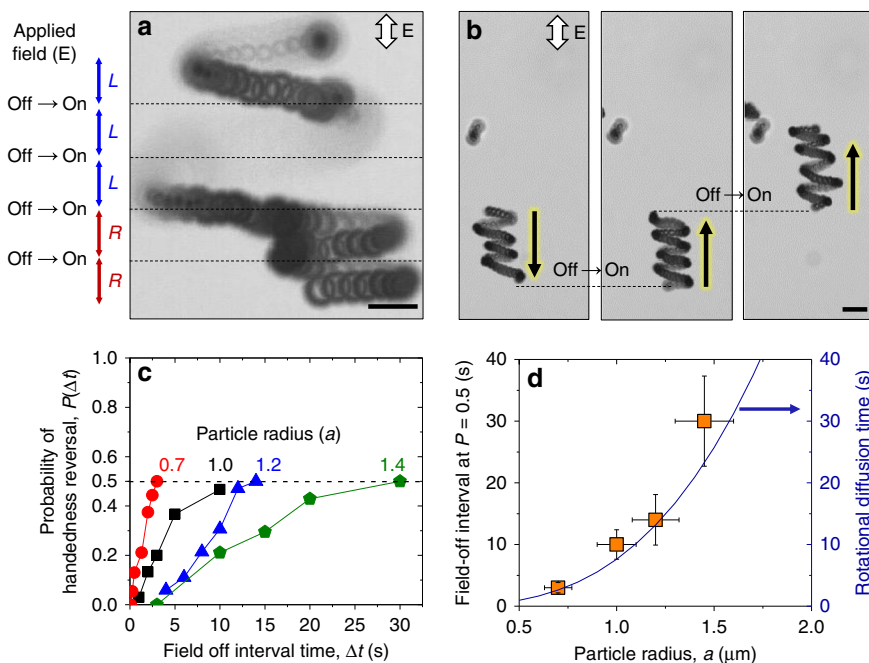 Applied
field (E)
L
Off → On
L
Off → On
L
Off → On
R
Off → On
R
a
E
b
E
Off → On
Off → On
c
Probability of
handedness reversal, P(Δt)
1.0
0.8
0.6
0.5
0.4
0.2
0.0
Particle radius (a)
0.7
1.0
1.2
1.4
0 5 10 15 20 25 30
Field off interval time, Δt (s)
d
Field-off interval at P = 0.5 (s)
40
30
20
10
0
40
30
20
10
0
Rotational diffusion time (s)
0.5 1.0 1.5 2.0
Particle radius, a (μm)